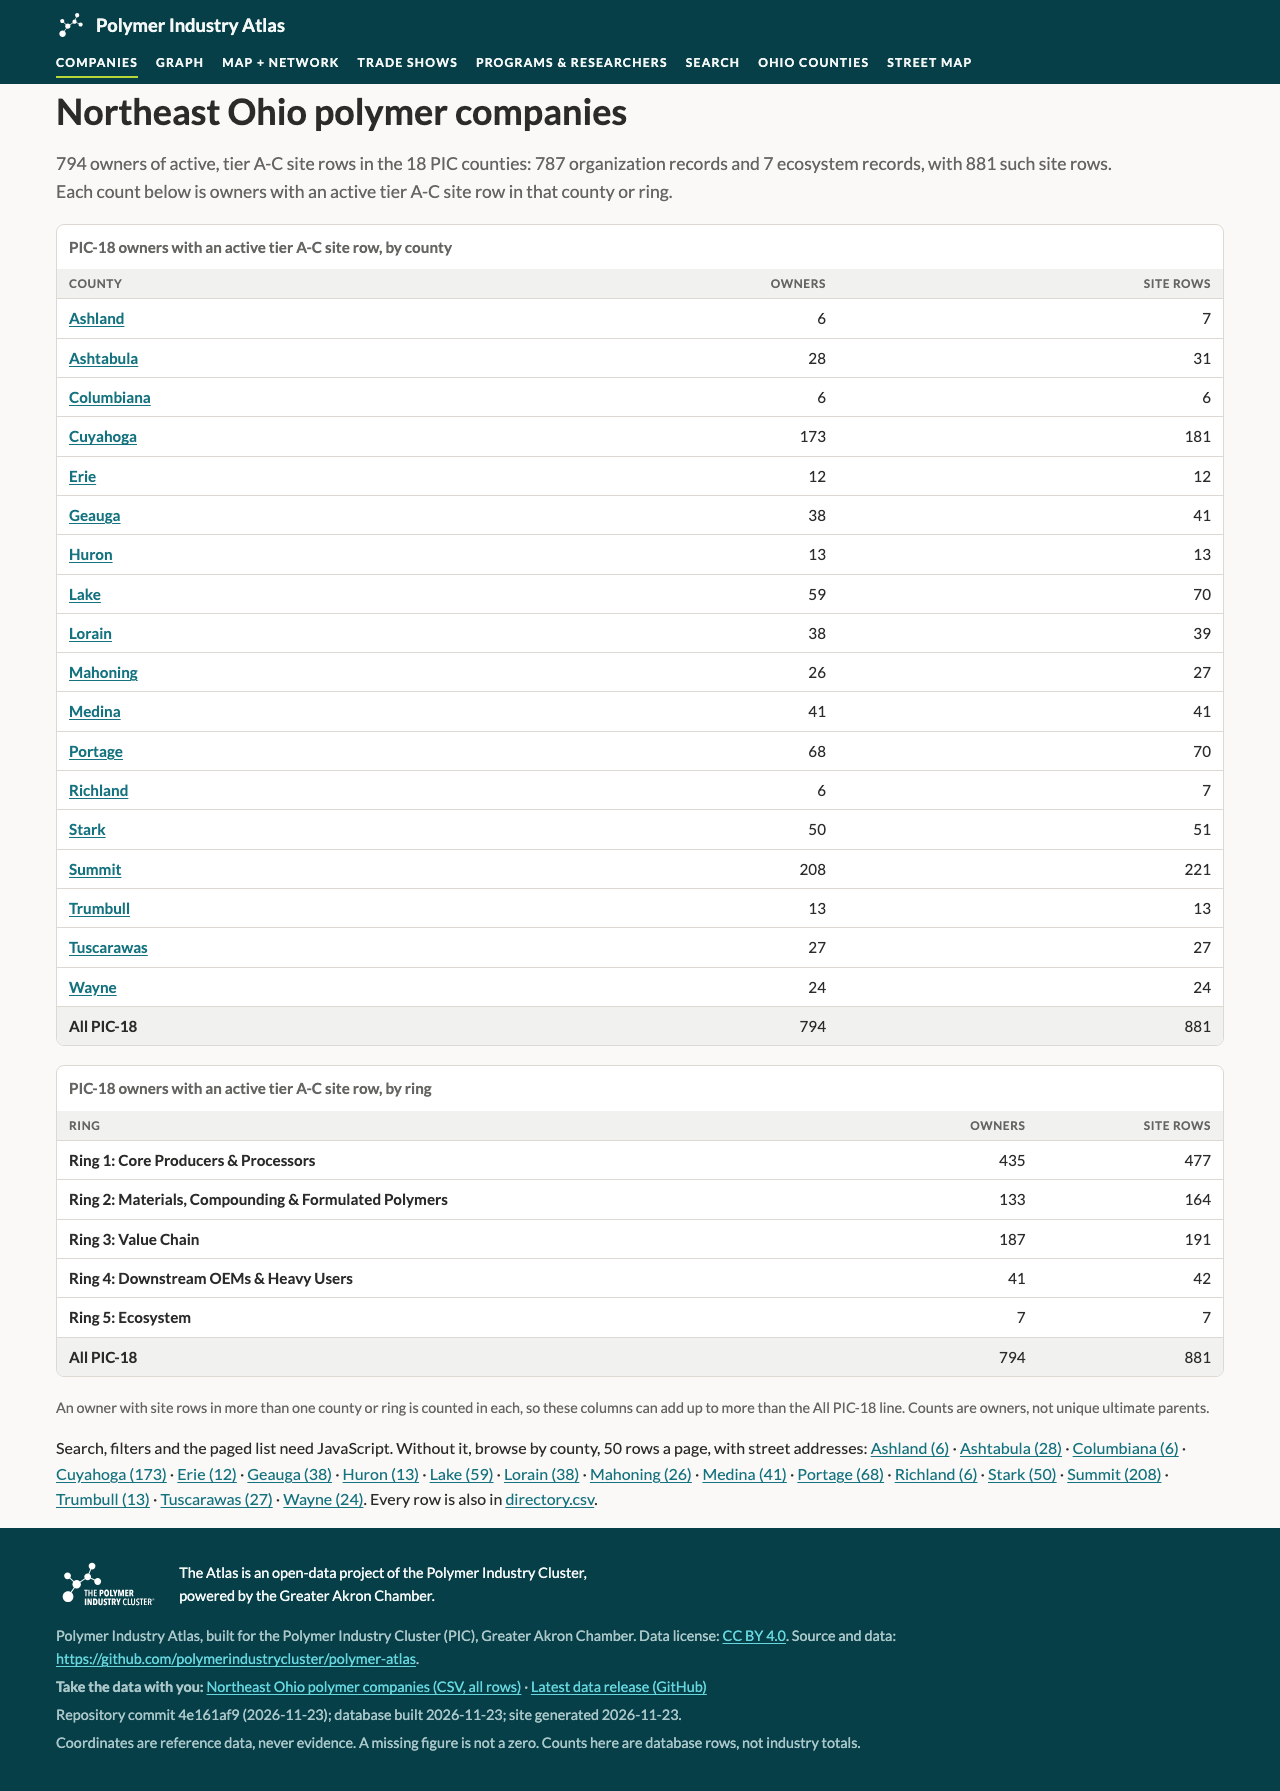 Polymer Industry Atlas
COMPANIES GRAPH MAP + NETWORK TRADE SHOWS PROGRAMS & RESEARCHERS SEARCH OHIO COUNTIES STREET MAP
Northeast Ohio polymer companies
794 owners of active, tier A-C site rows in the 18 PIC counties: 787 organization records and 7 ecosystem records, with 881 such site rows.
Each count below is owners with an active tier A-C site row in that county or ring.
PIC-18 owners with an active tier A-C site row, by county
COUNTY OWNERS SITE ROWS
Ashland 6 7
Ashtabula 28 31
Columbiana 6 6
Cuyahoga 173 181
Erie 12 12
Geauga 38 41
Huron 13 13
Lake 59 70
Lorain 38 39
Mahoning 26 27
Medina 41 41
Portage 68 70
Richland 6 7
Stark 50 51
Summit 208 221
Trumbull 13 13
Tuscarawas 27 27
Wayne 24 24
All PIC-18 794 881
PIC-18 owners with an active tier A-C site row, by ring
RING OWNERS SITE ROWS
Ring 1: Core Producers & Processors 435 477
Ring 2: Materials, Compounding & Formulated Polymers 133 164
Ring 3: Value Chain 187 191
Ring 4: Downstream OEMs & Heavy Users 41 42
Ring 5: Ecosystem 7 7
All PIC-18 794 881
An owner with site rows in more than one county or ring is counted in each, so these columns can add up to more than the All PIC-18 line. Counts are owners, not unique ultimate parents.
Search, filters and the paged list need JavaScript. Without it, browse by county, 50 rows a page, with street addresses: Ashland (6) · Ashtabula (28) · Columbiana (6) ·
Cuyahoga (173) · Erie (12) · Geauga (38) · Huron (13) · Lake (59) · Lorain (38) · Mahoning (26) · Medina (41) · Portage (68) · Richland (6) · Stark (50) · Summit (208) ·
Trumbull (13) · Tuscarawas (27) · Wayne (24). Every row is also in directory.csv.
THE POLYMER
INDUSTRY CLUSTER
The Atlas is an open-data project of the Polymer Industry Cluster,
powered by the Greater Akron Chamber.
Polymer Industry Atlas, built for the Polymer Industry Cluster (PIC), Greater Akron Chamber. Data license: CC BY 4.0. Source and data:
https://github.com/polymerindustrycluster/polymer-atlas.
Take the data with you: Northeast Ohio polymer companies (CSV, all rows) · Latest data release (GitHub)
Repository commit 4e161af9 (2026-11-23); database built 2026-11-23; site generated 2026-11-23.
Coordinates are reference data, never evidence. A missing figure is not a zero. Counts here are database rows, not industry totals.